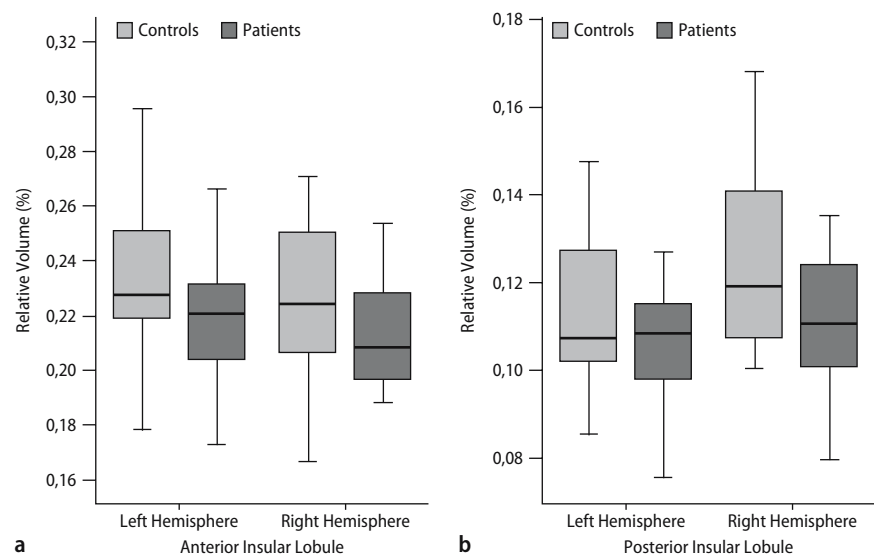 Controls Patients
Relative Volume (%)
0,32
0,30
0,28
0,26
0,24
0,22
0,20
0,18
0,16
Left Hemisphere Right Hemisphere
a Anterior Insular Lobule
Controls Patients
Relative Volume (%)
0,18
0,16
0,14
0,12
0,10
0,08
Left Hemisphere Right Hemisphere
b Posterior Insular Lobule